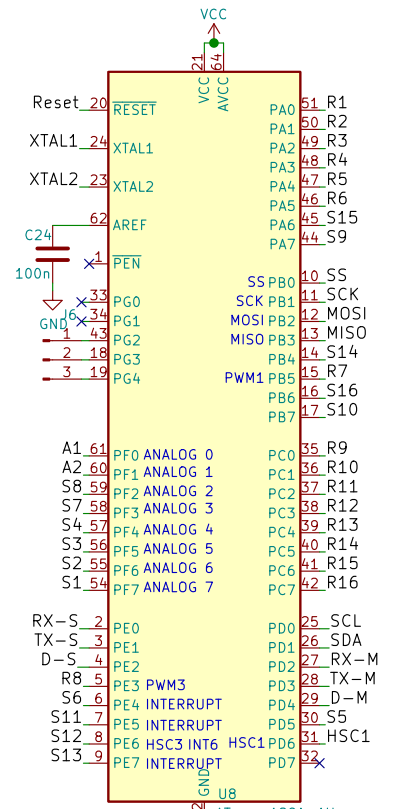 VCC
21 64
VCC AVCC
Reset 20 RESET PA0 51 R1
PA1 50 R2
XTAL1 24 XTAL1 PA2 49 R3
PA3 48 R4
XTAL2 23 XTAL2 PA4 47 R5
PA5 46 R6
62 AREF PA6 45 S15
C24 PA7 44 S9
1 PEN
100n SS PB0 10 SS
33 PG0 SCK PB1 11 SCK
GND J6 34 PG1 MOSI PB2 12 MOSI
1 43 PG2 MISO PB3 13 MISO
2 18 PG3 PB4 14 S14
3 19 PG4 PWM1 PB5 15 R7
PB6 16 S16
PB7 17 S10
A1 61 PF0 ANALOG 0 PC0 35 R9
A2 60 PF1 ANALOG 1 PC1 36 R10
S8 59 PF2 ANALOG 2 PC2 37 R11
S7 58 PF3 ANALOG 3 PC3 38 R12
S4 57 PF4 ANALOG 4 PC4 39 R13
S3 56 PF5 ANALOG 5 PC5 40 R14
S2 55 PF6 ANALOG 6 PC6 41 R15
S1 54 PF7 ANALOG 7 PC7 42 R16
RX-S 2 PE0 PD0 25 SCL
TX-S 3 PE1 PD1 26 SDA
D-S 4 PE2 PD2 27 RX-M
R8 5 PE3 PWM3 PD3 28 TX-M
S6 6 PE4 INTERRUPT PD4 29 D-M
S11 7 PE5 INTERRUPT PD5 30 S5
S12 8 PE6 HSC3 INT6 HSC1 PD6 31 HSC1
S13 9 PE7 INTERRUPT PD7 32
GND U8